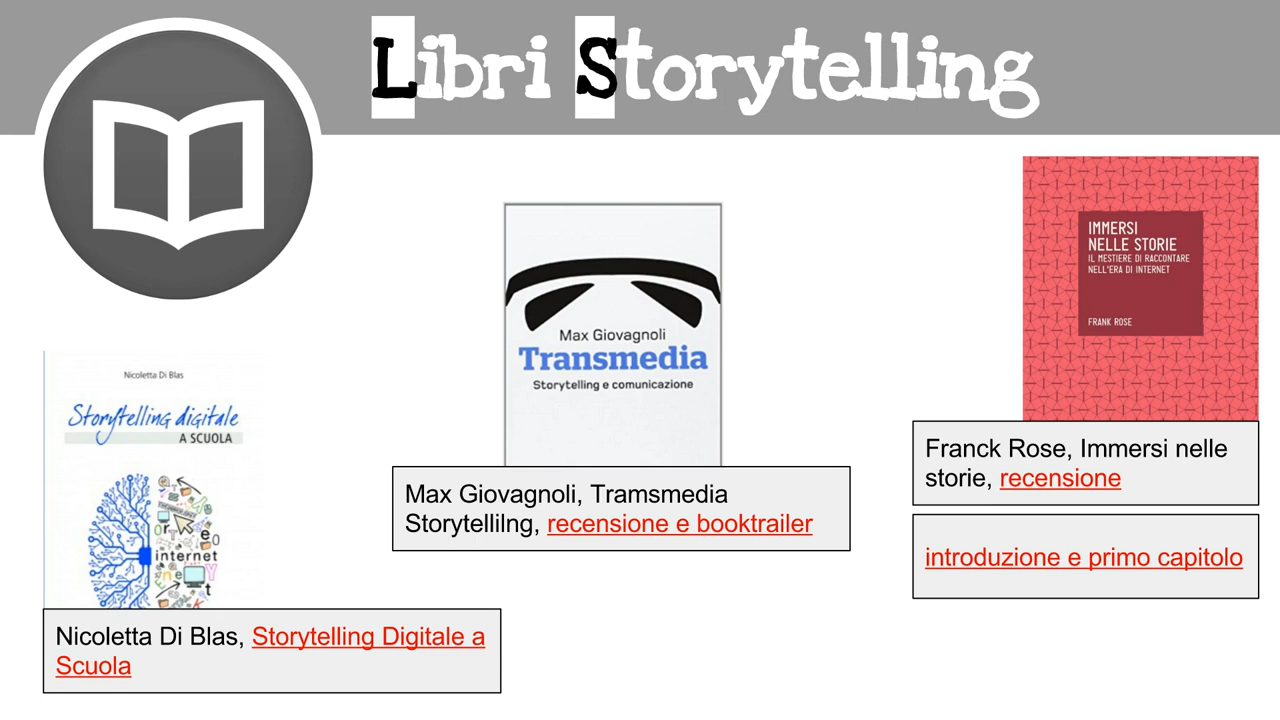 Libri Storytelling
Nicoletta Di Blas
Storytelling digitale
A SCUOLA
internet
Nicoletta Di Blas, Storytelling Digitale a
Scuola
Max Giovagnoli
Transmedia
Storytelling e comunicazione
Max Giovagnoli, Tramsmedia
Storytellilng, recensione e booktrailer
IMMERSI
NELLE STORIE
IL MESTIERE DI RACCONTARE
NELL'ERA DI INTERNET
FRANK ROSE
Franck Rose, Immersi nelle
storie, recensione
introduzione e primo capitolo